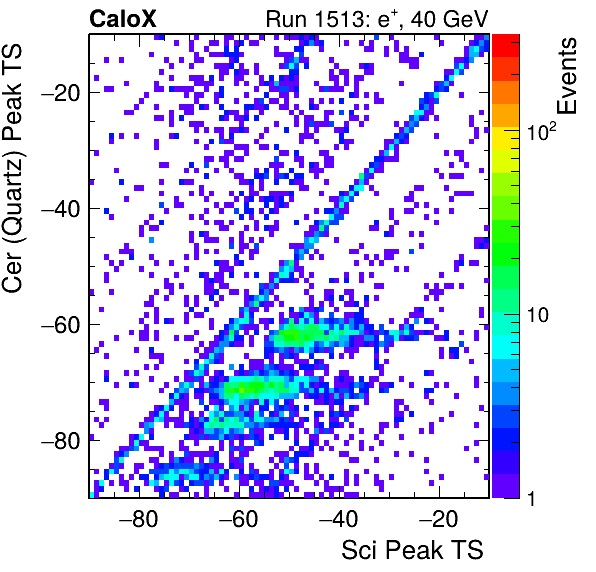 CaloX Run 1513: e⁺, 40 GeV
Events
Cer (Quartz) Peak TS
−20
−40
−60
−80
10²
10
1
−80 −60 −40 −20
Sci Peak TS